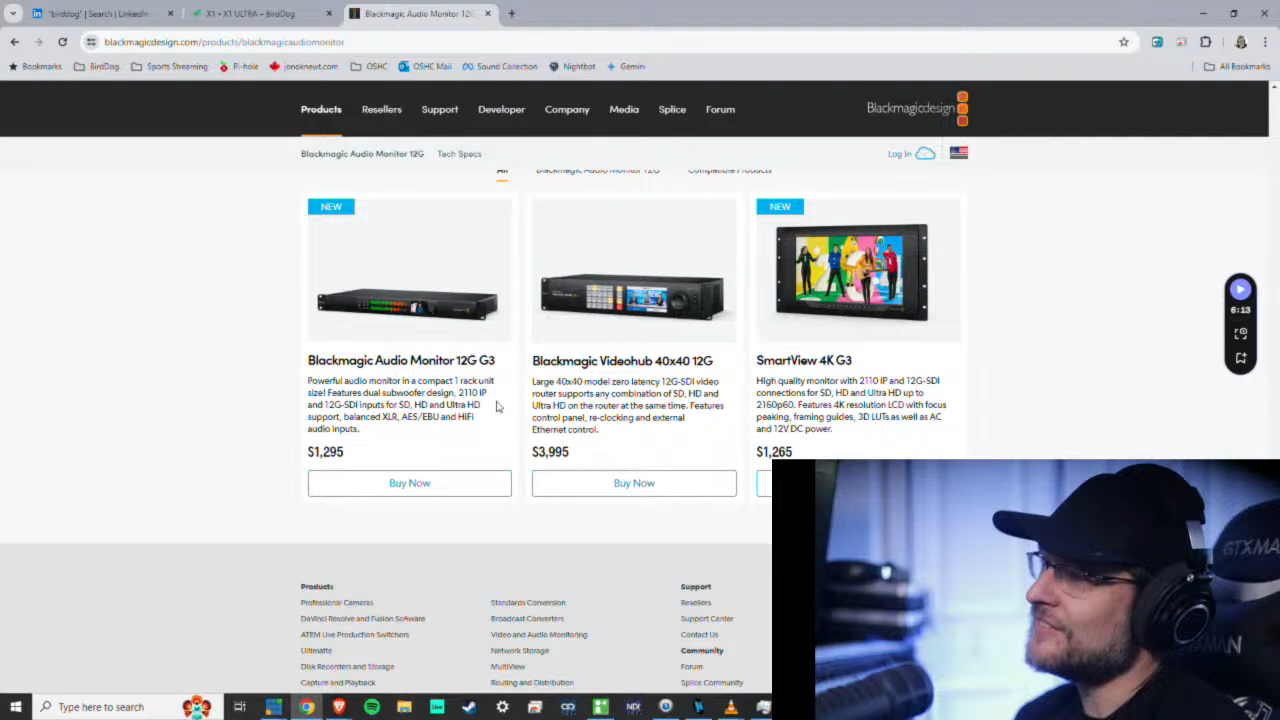 "birddog" | Search | LinkedIn
X1 • X1 ULTRA – BirdDog
Blackmagic Audio Monitor 12G
blackmagicdesign.com/products/blackmagicaudiomonitor
Bookmarks
BirdDog
Sports Streaming
Pi-hole
jonoknewt.com
OSHC
OSHC Mail
Sound Collection
Nightbot
Gemini
All Bookmarks
Products
Resellers
Support
Developer
Company
Media
Splice
Forum
Blackmagicdesign
Blackmagic Audio Monitor 12G
Tech Specs
Log In
All
Blackmagic Audio Monitor 12G
Compatible Products
NEW
Blackmagic Audio Monitor 12G G3
Powerful audio monitor in a compact 1 rack unit
size! Features dual subwoofer design, 2110 IP
and 12G-SDI inputs for SD, HD and Ultra HD
support, balanced XLR, AES/EBU and HiFi
audio inputs.
$1,295
Buy Now
Blackmagic Videohub 40x40 12G
Large 40x40 model zero latency 12G-SDI video
router supports any combination of SD, HD and
Ultra HD on the router at the same time. Features
control panel, re-clocking and external
Ethernet control.
$3,995
Buy Now
NEW
SmartView 4K G3
High quality monitor with 2110 IP and 12G-SDI
connections for SD, HD and Ultra HD up to
2160p60. Features 4K resolution LCD with focus
peaking, framing guides, 3D LUTs as well as AC
and 12V DC power.
$1,265
6:13
Products
Professional Cameras
DaVinci Resolve and Fusion Software
ATEM Live Production Switchers
Ultimatte
Disk Recorders and Storage
Capture and Playback
Standards Conversion
Broadcast Converters
Video and Audio Monitoring
Network Storage
MultiView
Routing and Distribution
Support
Resellers
Support Center
Contact Us
Community
Forum
Splice Community
GTXMAN
Type here to search
Live
NDI